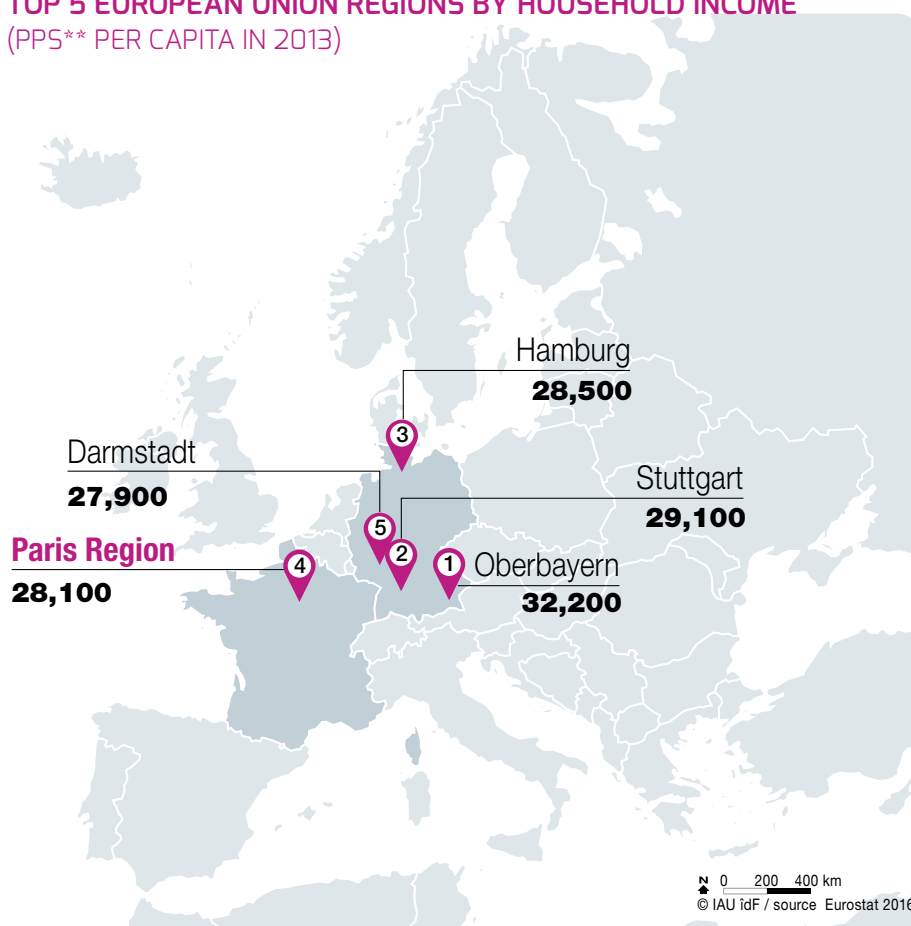 TOP 5 EUROPEAN UNION REGIONS BY HOUSEHOLD INCOME
(PPS** PER CAPITA IN 2013)
Hamburg
28,500
3
Darmstadt
27,900
5
Stuttgart
29,100
2
Paris Region
28,100
4
1
Oberbayern
32,200
N 0 200 400 km
© IAU îdF / source Eurostat 2016